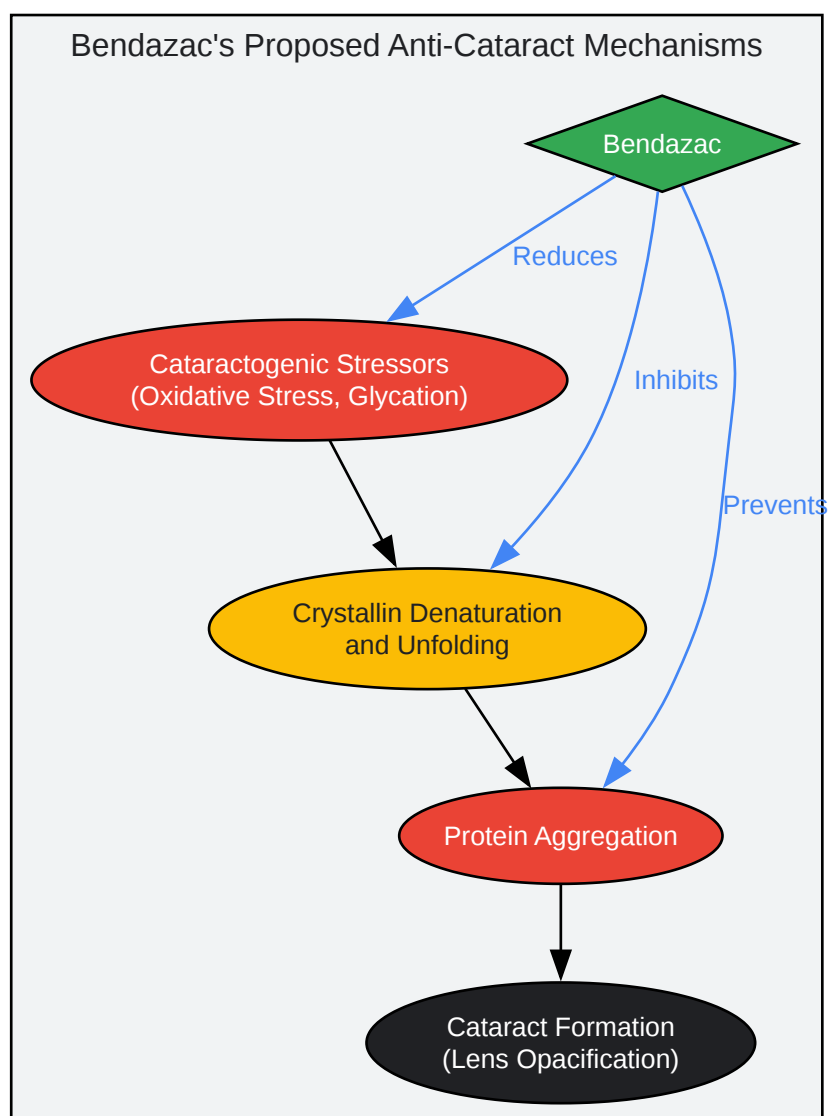 Bendazac's Proposed Anti-Cataract Mechanisms
Bendazac
Reduces
Cataractogenic Stressors
(Oxidative Stress, Glycation)
Inhibits
Prevents
Crystallin Denaturation
and Unfolding
Protein Aggregation
Cataract Formation
(Lens Opacification)